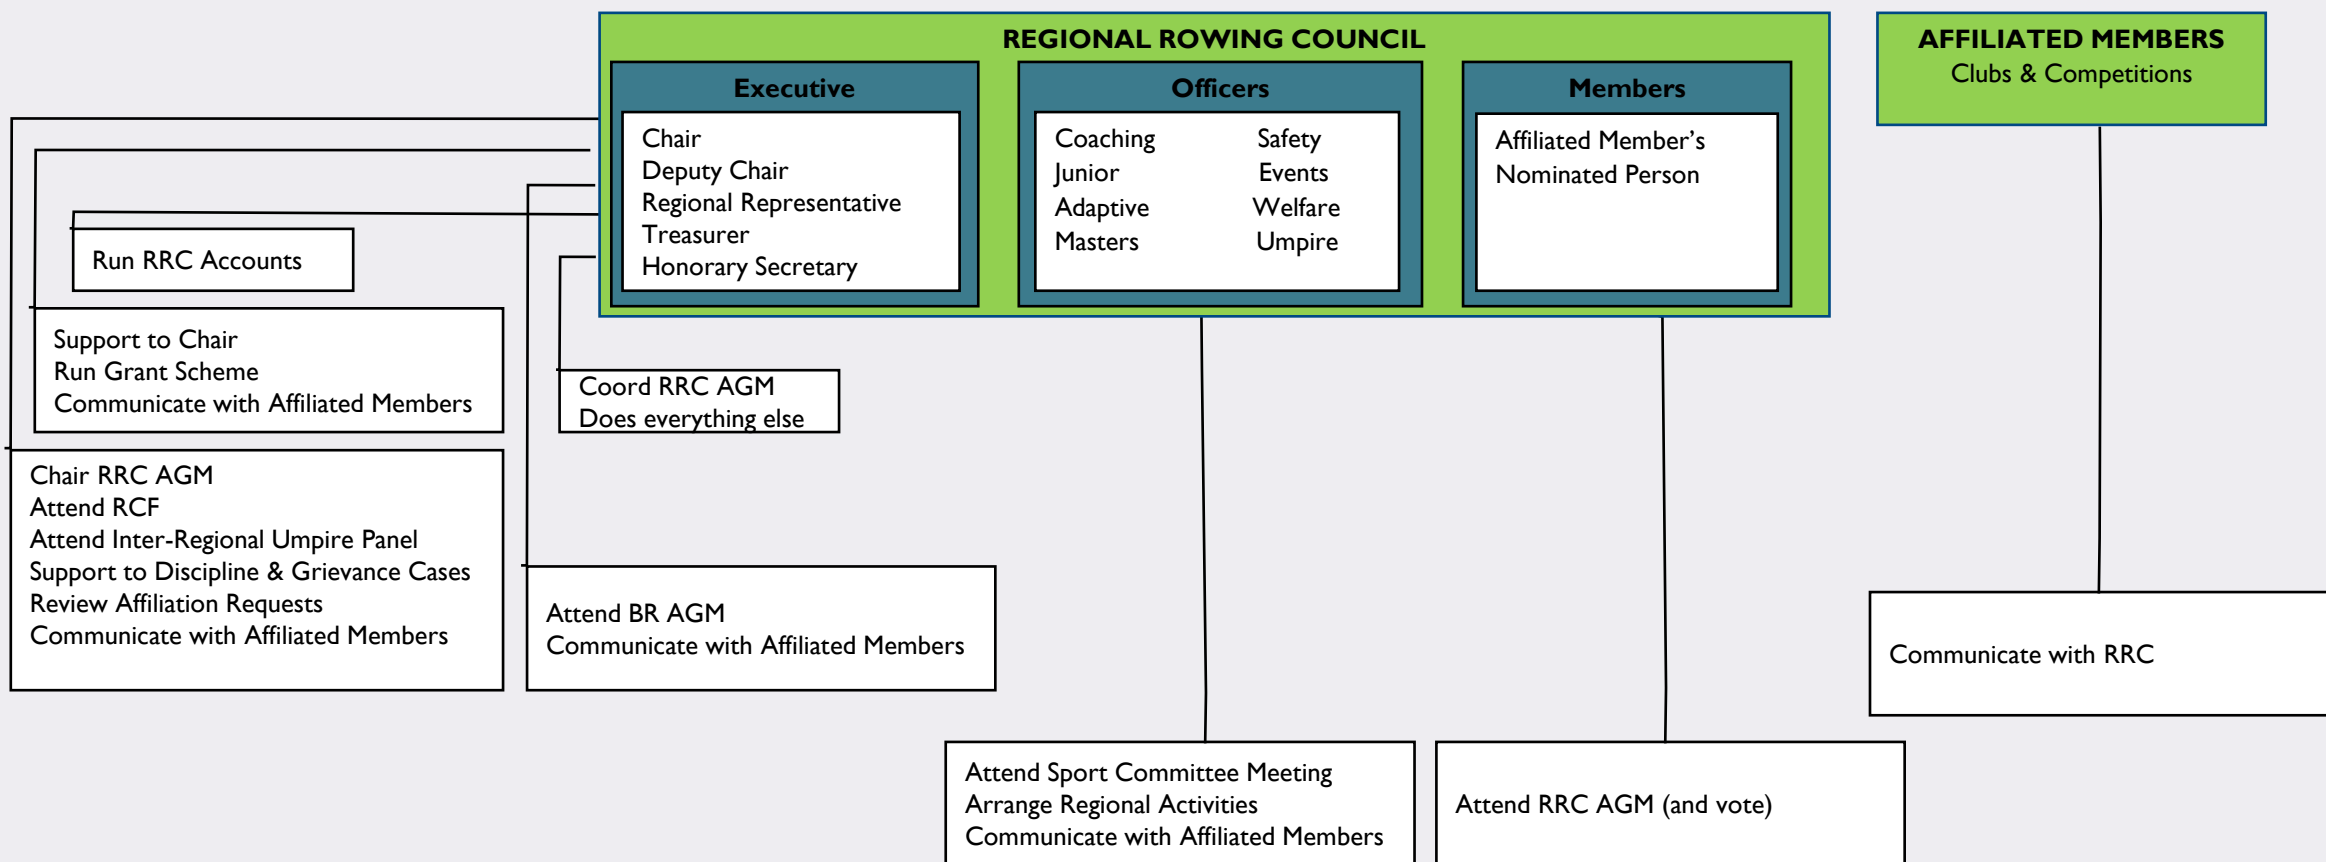 REGIONAL ROWING COUNCIL
Executive
Chair
Deputy Chair
Regional Representative
Treasurer
Honorary Secretary
Officers
Coaching Safety
Junior Events
Adaptive Welfare
Masters Umpire
Members
Affiliated Member’s
Nominated Person
AFFILIATED MEMBERS
Clubs & Competitions
Run RRC Accounts
Support to Chair
Run Grant Scheme
Communicate with Affiliated Members
Coord RRC AGM
Does everything else
Chair RRC AGM
Attend RCF
Attend Inter-Regional Umpire Panel
Support to Discipline & Grievance Cases
Review Affiliation Requests
Communicate with Affiliated Members
Attend BR AGM
Communicate with Affiliated Members
Communicate with RRC
Attend Sport Committee Meeting
Arrange Regional Activities
Communicate with Affiliated Members
Attend RRC AGM (and vote)